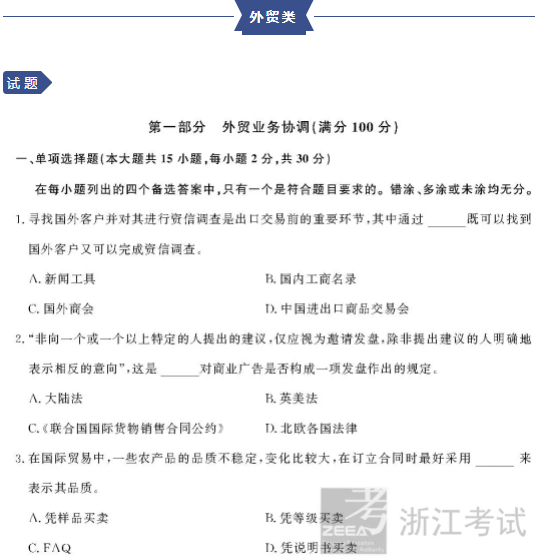 外贸类
试题
第一部分 外贸业务协调(满分 100 分)
一、单项选择题(本大题共 15 小题,每小题 2 分,共 30 分)
在每小题列出的四个备选答案中,只有一个是符合题目要求的。错涂、多涂或未涂均无分。
1. 寻找国外客户并对其进行资信调查是出口交易前的重要环节,其中通过 ______ 既可以找到
国外客户又可以完成资信调查。
A. 新闻工具 B. 国内工商名录
C. 国外商会 D. 中国进出口商品交易会
2. “非向一个或一个以上特定的人提出的建议,仅应视为邀请发盘,除非提出建议的人明确地
表示相反的意向”,这是 ______ 对商业广告是否构成一项发盘作出的规定。
A. 大陆法 B. 英美法
C.《联合国国际货物销售合同公约》 D. 北欧各国法律
3. 在国际贸易中,一些农产品的品质不稳定,变化比较大,在订立合同时最好采用 ______ 来
表示其品质。
A. 凭样品买卖 B. 凭等级买卖
C. FAQ D. 凭说明书买卖
考
ZEEA
浙江考试